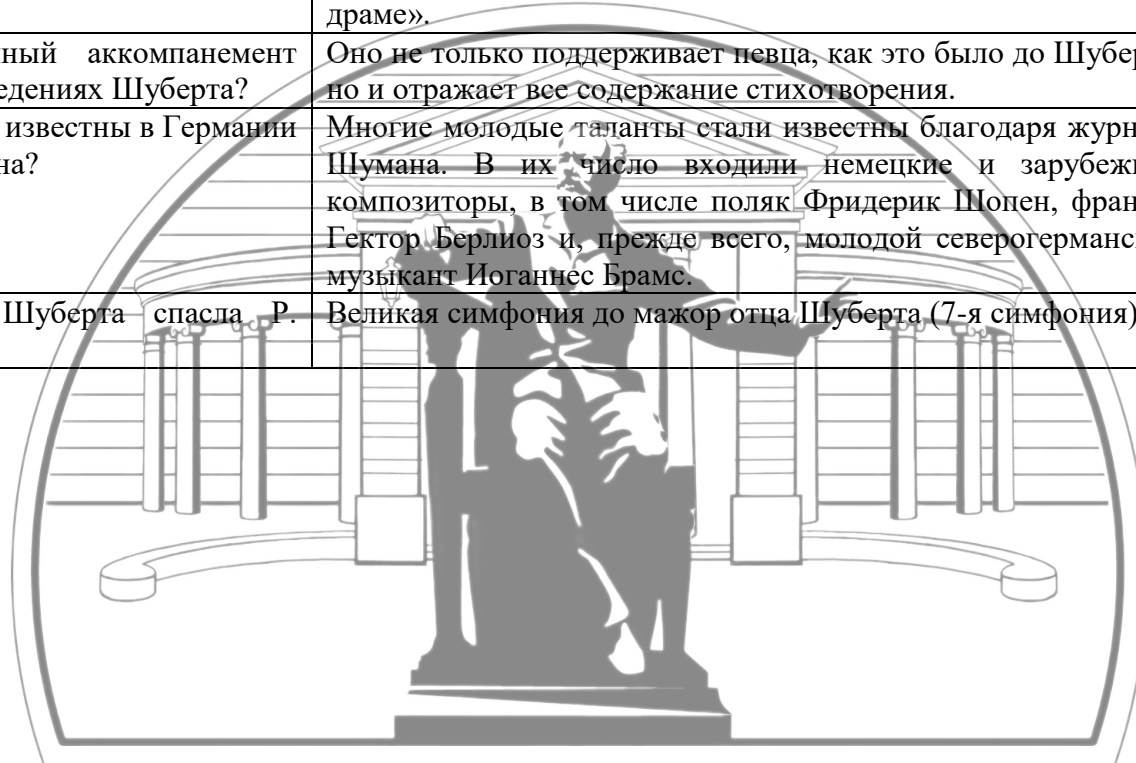 драме».
нный аккомпанемент
едениях Шуберта?
Оно не только поддерживает певца, как это было до Шубер
но и отражает все содержание стихотворения.
известны в Германии
на?
Многие молодые таланты стали известны благодаря журн
Шумана. В их число входили немецкие и зарубежн
композиторы, в том числе поляк Фридерик Шопен, фран
Гектор Берлиоз и, прежде всего, молодой северогерманс
музыкант Иоганнес Брамс.
Шуберта спасла Р.
Великая симфония до мажор отца Шуберта (7-я симфония)